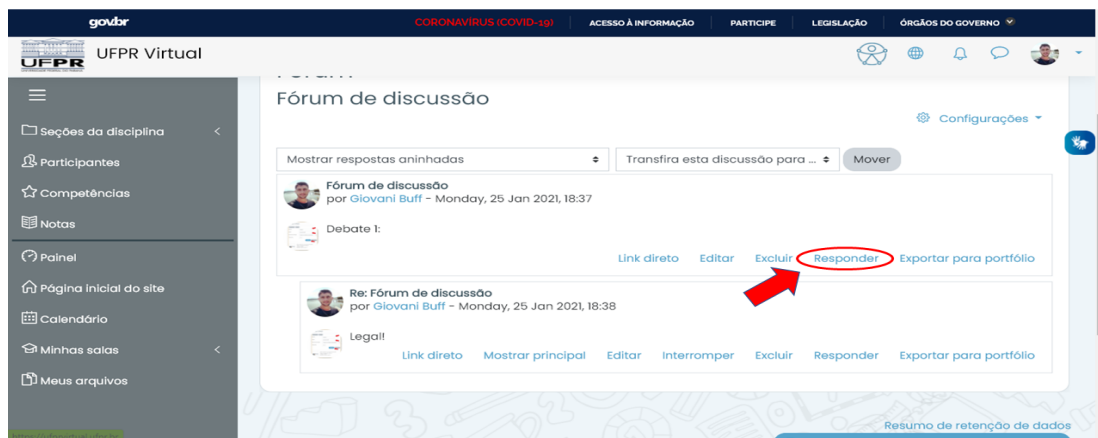 govbr
CORONAVÍRUS (COVID-19)
ACESSO À INFORMAÇÃO
PARTICIPE
LEGISLAÇÃO
ÓRGÃOS DO GOVERNO
UFPR
UFPR Virtual
Fórum de discussão
Configurações
Seções da disciplina
Participantes
Competências
Notas
Painel
Página inicial do site
Calendário
Minhas salas
Meus arquivos
Mostrar respostas aninhadas
Transfira esta discussão para ...
Mover
Fórum de discussão
por Giovani Buff - Monday, 25 Jan 2021, 18:37
Debate 1:
Link direto Editar Excluir Responder Exportar para portfólio
Re: Fórum de discussão
por Giovani Buff - Monday, 25 Jan 2021, 18:38
Legal!
Link direto Mostrar principal Editar Interromper Excluir Responder Exportar para portfólio
Resumo de retenção de dados